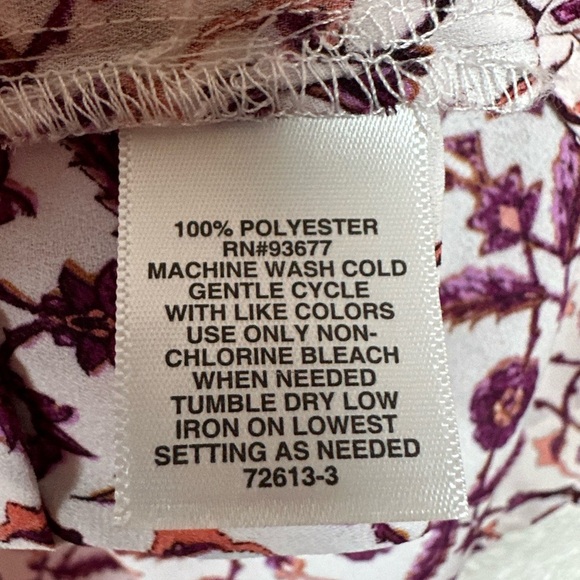 100% POLYESTER
RN#93677
MACHINE WASH COLD
GENTLE CYCLE
WITH LIKE COLORS
USE ONLY NON-
CHLORINE BLEACH
WHEN NEEDED
TUMBLE DRY LOW
IRON ON LOWEST
SETTING AS NEEDED
72613-3